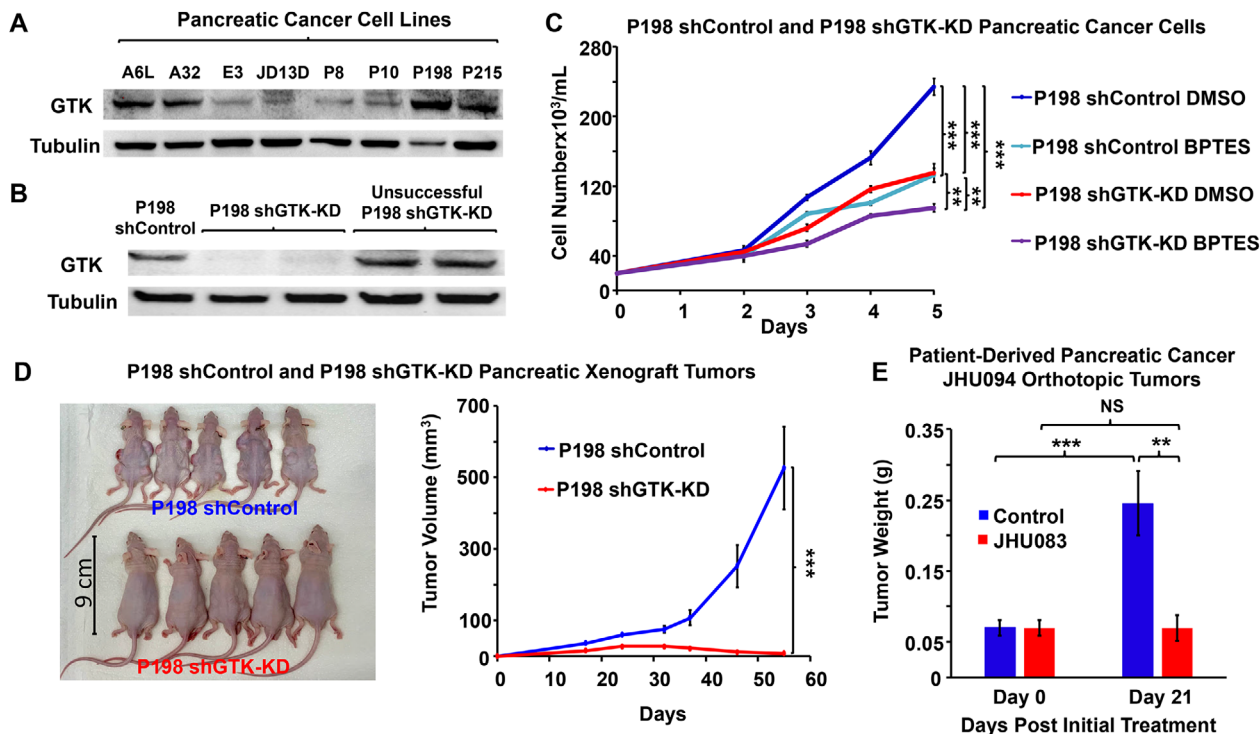 A
Pancreatic Cancer Cell Lines
A6L A32 E3 JD13D P8 P10 P198 P215
GTK
Tubulin
B
P198
shControl
P198 shGTK-KD
Unsuccessful
P198 shGTK-KD
GTK
Tubulin
C
P198 shControl and P198 shGTK-KD Pancreatic Cancer Cells
Cell Numberx10³/mL
280
200
120
80
40
0
0 1 2 3 4 5
Days
***
***
***
**
**
P198 shControl DMSO
P198 shControl BPTES
P198 shGTK-KD DMSO
P198 shGTK-KD BPTES
D
P198 shControl and P198 shGTK-KD Pancreatic Xenograft Tumors
P198 shControl
9 cm
P198 shGTK-KD
Tumor Volume (mm³)
700
500
300
100
0
0 10 20 30 40 50 60
Days
P198 shControl
P198 shGTK-KD
***
E
Patient-Derived Pancreatic Cancer
JHU094 Orthotopic Tumors
NS
***
**
Tumor Weight (g)
0.35
0.25
0.15
0.05
0
Control
JHU083
Day 0 Day 21
Days Post Initial Treatment